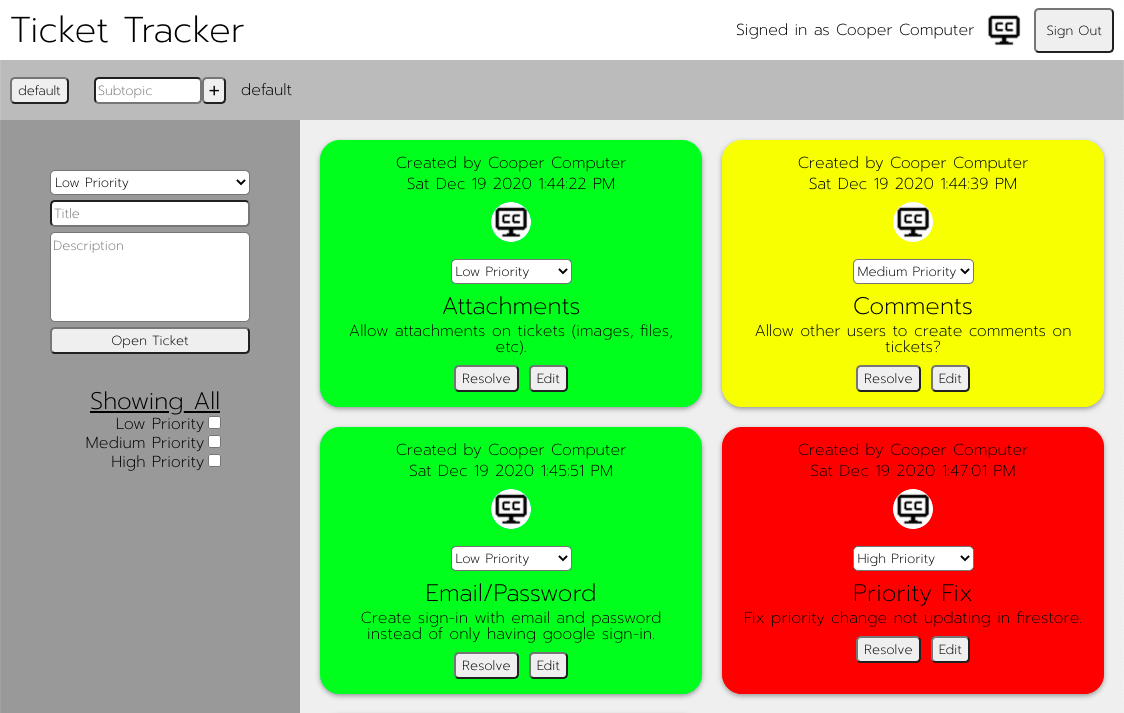 Ticket Tracker
Signed in as Cooper Computer
CC
Sign Out
default
Subtopic
+
default
Low Priority
Title
Description
Open Ticket
Showing All
Low Priority
Medium Priority
High Priority
Created by Cooper Computer
Sat Dec 19 2020 1:44:22 PM
CC
Low Priority
Attachments
Allow attachments on tickets (images, files,
etc).
Resolve
Edit
Created by Cooper Computer
Sat Dec 19 2020 1:44:39 PM
CC
Medium Priority
Comments
Allow other users to create comments on
tickets?
Resolve
Edit
Created by Cooper Computer
Sat Dec 19 2020 1:45:51 PM
CC
Low Priority
Email/Password
Create sign-in with email and password
instead of only having google sign-in.
Resolve
Edit
Created by Cooper Computer
Sat Dec 19 2020 1:47:01 PM
CC
High Priority
Priority Fix
Fix priority change not updating in firestore.
Resolve
Edit